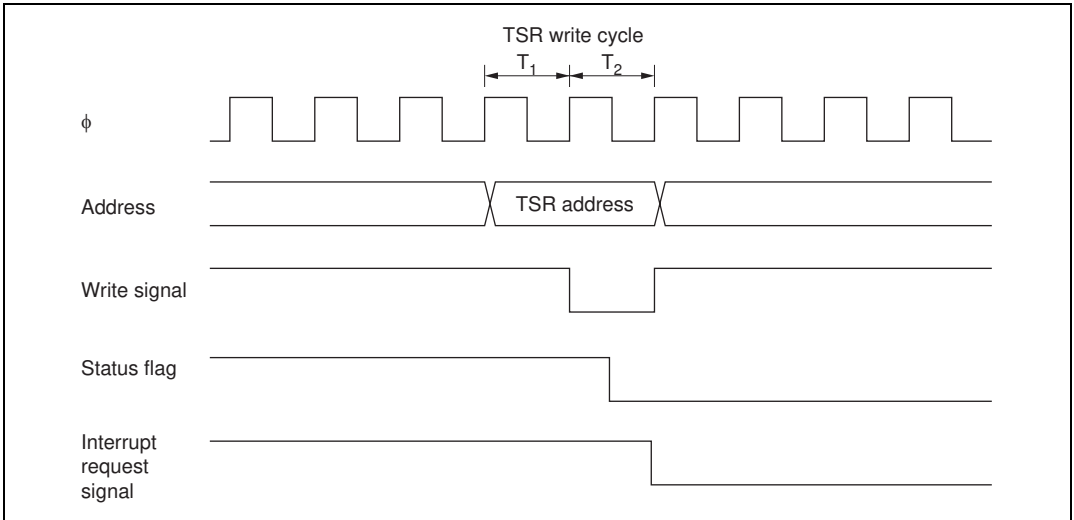 TSR write cycle
T₁ T₂
ϕ
Address
TSR address
Write signal
Status flag
Interrupt
request
signal